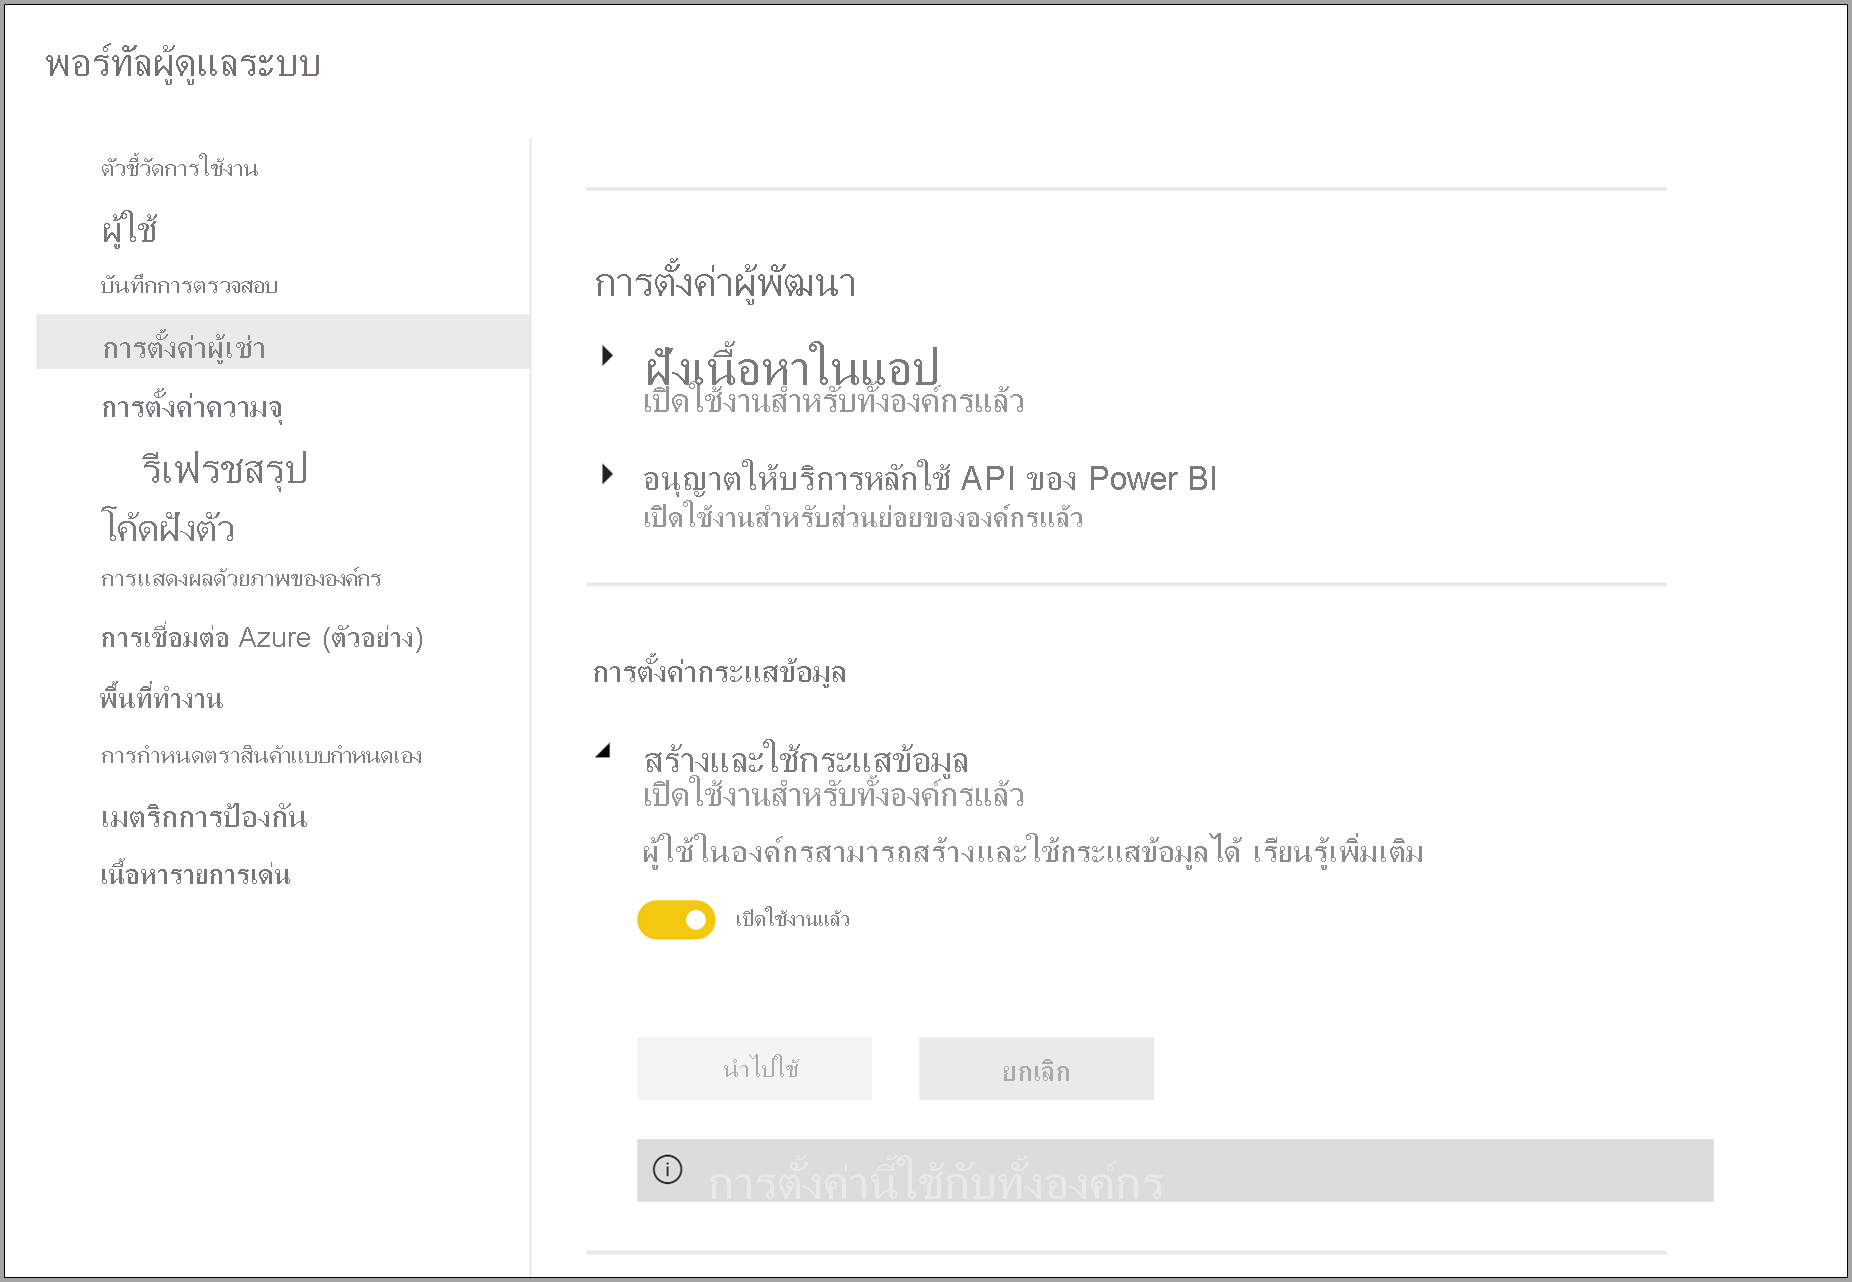 พอร์ทัลผู้ดูแลระบบ
ตัวชี้วัดการใช้งาน
ผู้ใช้
บันทึกการตรวจสอบ
การตั้งค่าผู้เช่า
การตั้งค่าความจุ
รีเฟรชสรุป
โค้ดฝังตัว
การแสดงผลด้วยภาพขององค์กร
การเชื่อมต่อ Azure (ตัวอย่าง)
พื้นที่ทำงาน
การกำหนดตราสินค้าแบบกำหนดเอง
เมตริกการป้องกัน
เนื้อหารายการเด่น
การตั้งค่าผู้พัฒนา
ฝังเนื้อหาในแอป
เปิดใช้งานสำหรับทั้งองค์กรแล้ว
อนุญาตให้บริการหลักใช้ API ของ Power BI
เปิดใช้งานสำหรับส่วนย่อยขององค์กรแล้ว
การตั้งค่ากระแสข้อมูล
สร้างและใช้กระแสข้อมูล
เปิดใช้งานสำหรับทั้งองค์กรแล้ว
ผู้ใช้ในองค์กรสามารถสร้างและใช้กระแสข้อมูลได้ เรียนรู้เพิ่มเติม
เปิดใช้งานแล้ว
นำไปใช้
ยกเลิก
การตั้งค่านี้ใช้กับทั้งองค์กร